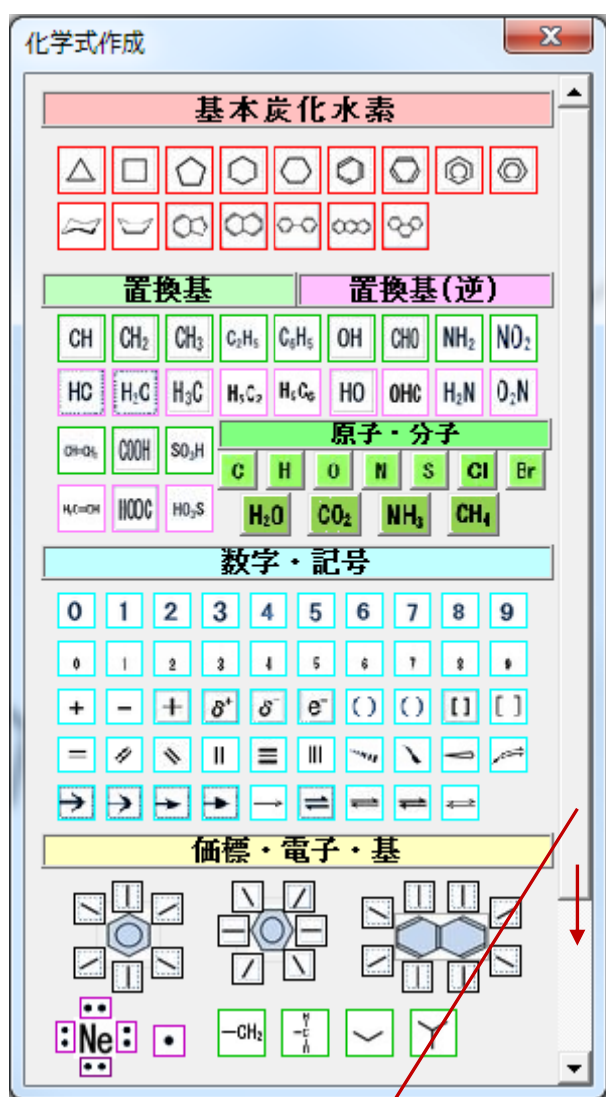 化学式作成
基本炭化水素
置換基 置換基(逆)
CH CH₂ CH₃ C₂H₅ C₆H₅ OH CHO NH₂ NO₂
HC H₂C H₃C H₅C₂ H₅C₆ HO OHC H₂N O₂N
CH=CH₂ COOH SO₃H
原子・分子
C H O N S Cl Br
H₂C=CH HOOC HO₃S
H₂O CO₂ NH₃ CH₄
数字・記号
0 1 2 3 4 5 6 7 8 9
0 1 2 3 4 5 6 7 8 9
+ − + δ⁺ δ⁻ e⁻ ( ) ( ) [ ] [ ]
= ||
≡ |||
価標・電子・基
Ne
−CH₂